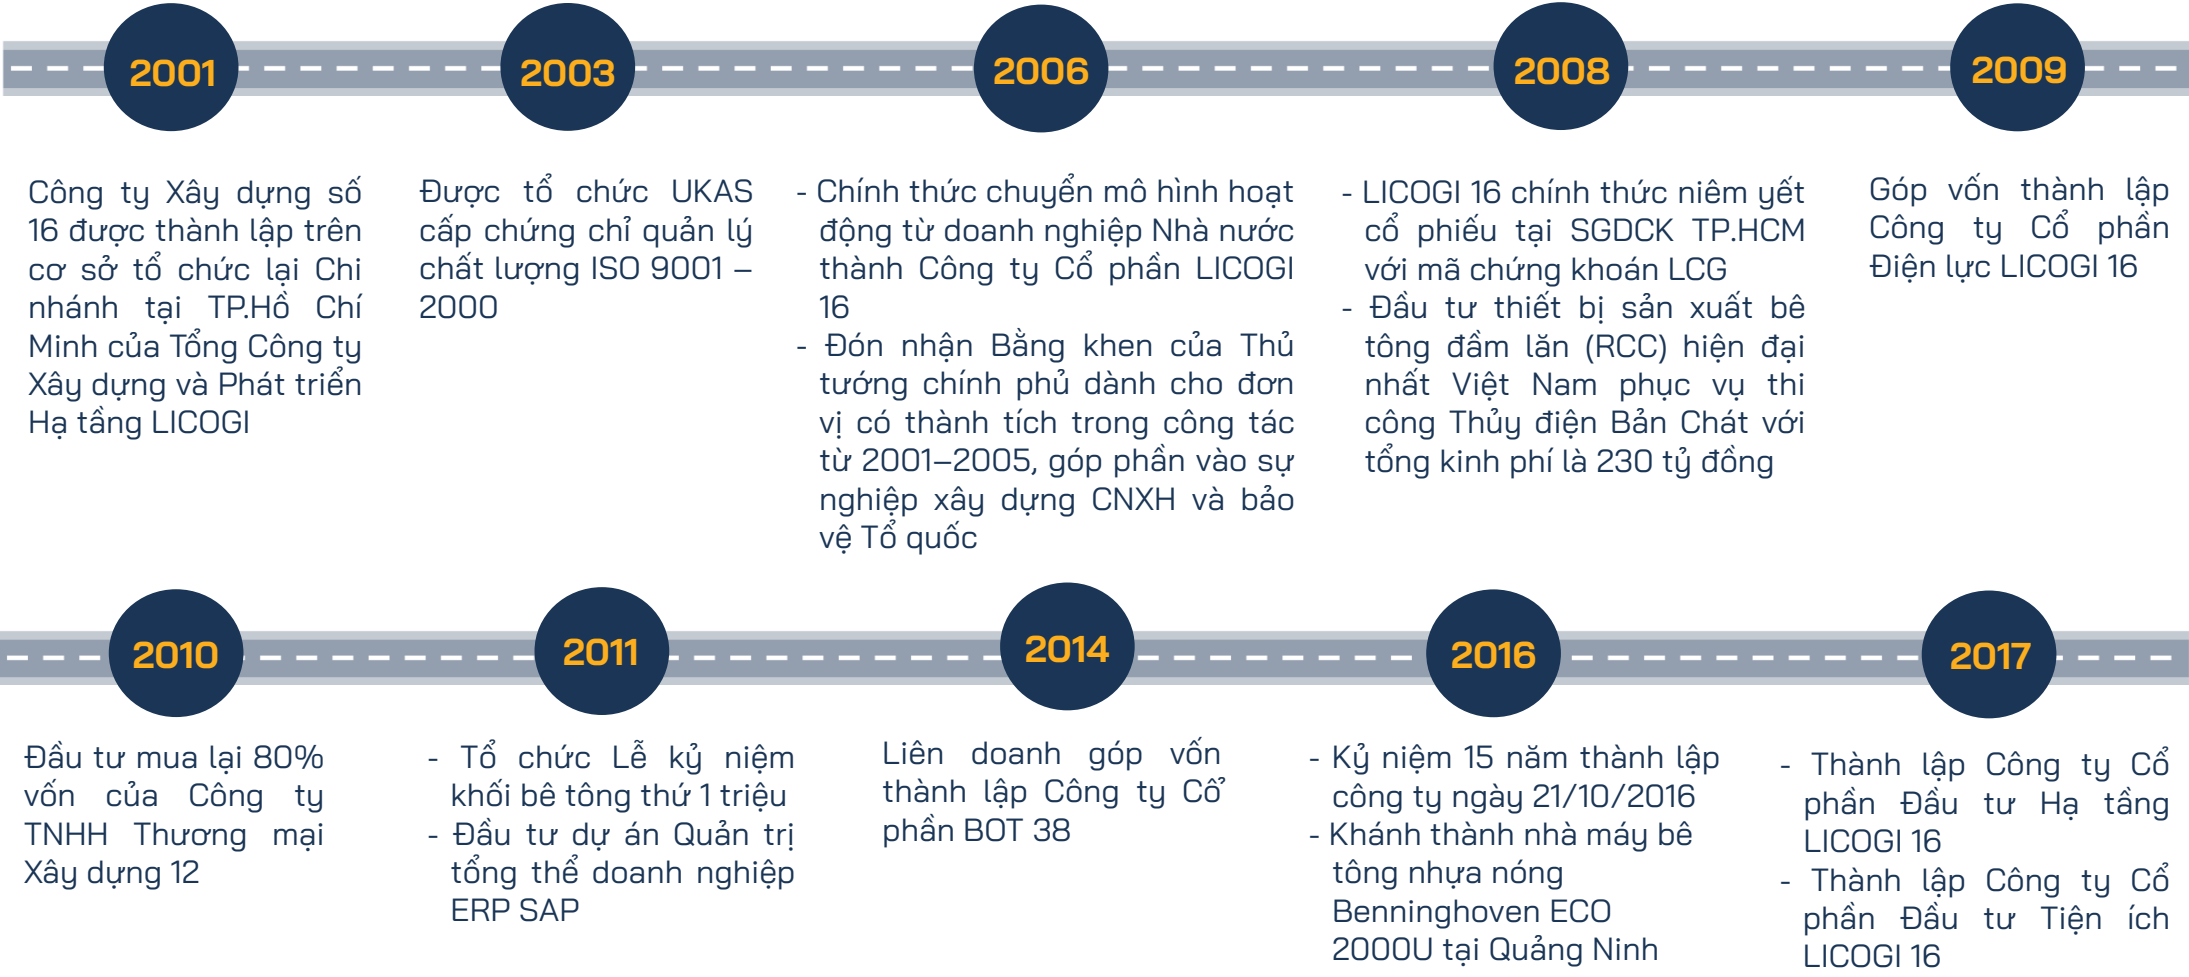 2001
Công ty Xây dựng số
16 được thành lập trên
cơ sở tổ chức lại Chi
nhánh tại TP.Hồ Chí
Minh của Tổng Công ty
Xây dựng và Phát triển
Hạ tầng LICOGI
2003
Được tổ chức UKAS
cấp chứng chỉ quản lý
chất lượng ISO 9001 –
2000
2006
- Chính thức chuyển mô hình hoạt
động từ doanh nghiệp Nhà nước
thành Công ty Cổ phần LICOGI
16
- Đón nhận Bằng khen của Thủ
tướng chính phủ dành cho đơn
vị có thành tích trong công tác
từ 2001–2005, góp phần vào sự
nghiệp xây dựng CNXH và bảo
vệ Tổ quốc
2008
- LICOGI 16 chính thức niêm yết
cổ phiếu tại SGDCK TP.HCM
với mã chứng khoán LCG
- Đầu tư thiết bị sản xuất bê
tông đầm lăn (RCC) hiện đại
nhất Việt Nam phục vụ thi
công Thủy điện Bản Chát với
tổng kinh phí là 230 tỷ đồng
2009
Góp vốn thành lập
Công ty Cổ phần
Điện lực LICOGI 16
2010
Đầu tư mua lại 80%
vốn của Công ty
TNHH Thương mại
Xây dựng 12
2011
- Tổ chức Lễ kỷ niệm
khối bê tông thứ 1 triệu
- Đầu tư dự án Quản trị
tổng thể doanh nghiệp
ERP SAP
2014
Liên doanh góp vốn
thành lập Công ty Cổ
phần BOT 38
2016
- Kỷ niệm 15 năm thành lập
công ty ngày 21/10/2016
- Khánh thành nhà máy bê
tông nhựa nóng
Benninghoven ECO
2000U tại Quảng Ninh
2017
- Thành lập Công ty Cổ
phần Đầu tư Hạ tầng
LICOGI 16
- Thành lập Công ty Cổ
phần Đầu tư Tiện ích
LICOGI 16